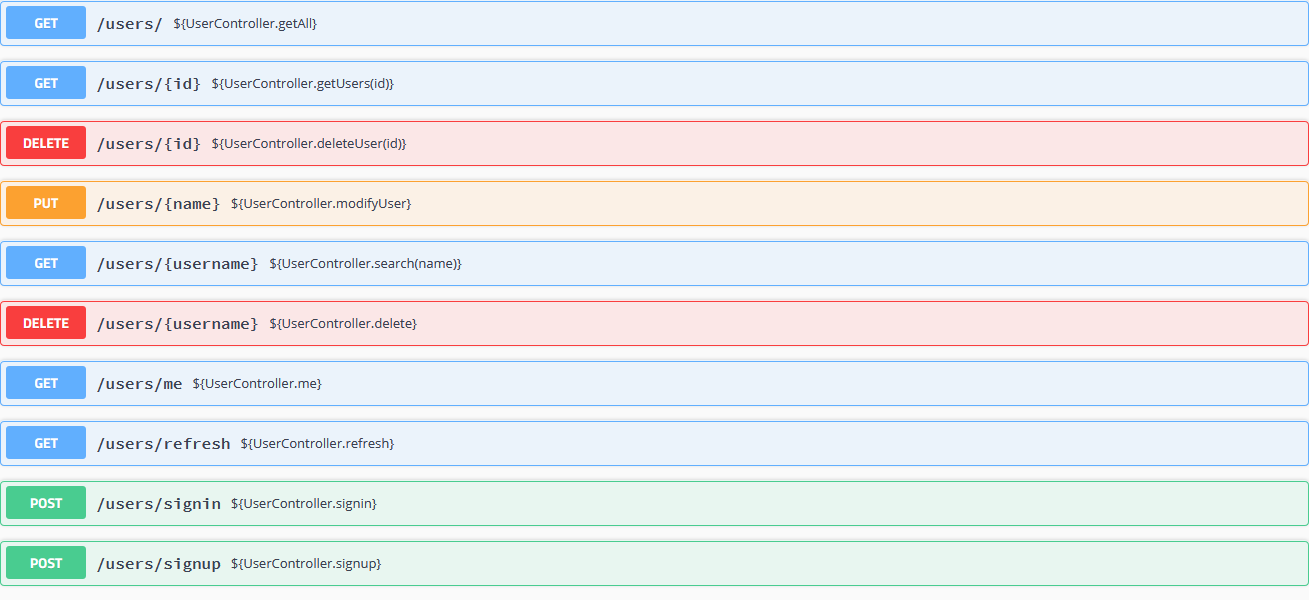 GET /users/ ${UserController.getAll}
GET /users/{id} ${UserController.getUsers(id)}
DELETE /users/{id} ${UserController.deleteUser(id)}
PUT /users/{name} ${UserController.modifyUser}
GET /users/{username} ${UserController.search(name)}
DELETE /users/{username} ${UserController.delete}
GET /users/me ${UserController.me}
GET /users/refresh ${UserController.refresh}
POST /users/signin ${UserController.signin}
POST /users/signup ${UserController.signup}